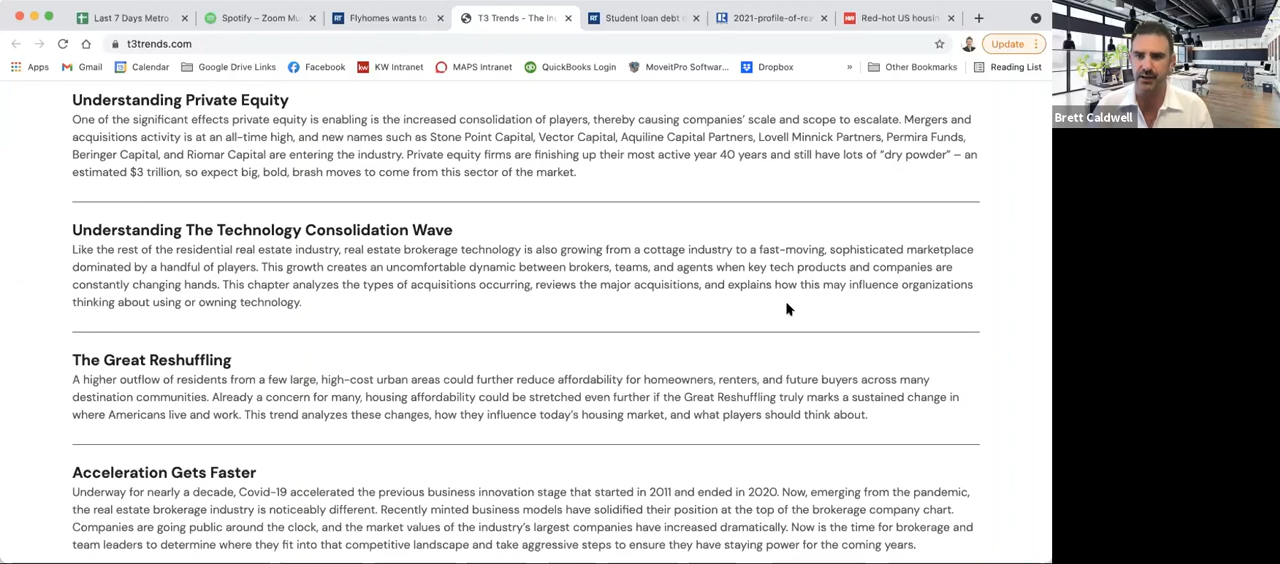 Last 7 Days Metro
Spotify – Zoom Mu
Flyhomes wants to
T3 Trends - The In
Student loan debt
2021-profile-of-re
Red-hot US housin
t3trends.com
Update
Apps
Gmail
Calendar
Google Drive Links
Facebook
KW Intranet
MAPS Intranet
QuickBooks Login
MoveitPro Softwar...
Dropbox
»
Other Bookmarks
Reading List
Brett Caldwell
Understanding Private Equity
One of the significant effects private equity is enabling is the increased consolidation of players, thereby causing companies’ scale and scope to escalate. Mergers and
acquisitions activity is at an all-time high, and new names such as Stone Point Capital, Vector Capital, Aquiline Capital Partners, Lovell Minnick Partners, Permira Funds,
Beringer Capital, and Riomar Capital are entering the industry. Private equity firms are finishing up their most active year 40 years and still have lots of “dry powder” – an
estimated $3 trillion, so expect big, bold, brash moves to come from this sector of the market.
Understanding The Technology Consolidation Wave
Like the rest of the residential real estate industry, real estate brokerage technology is also growing from a cottage industry to a fast-moving, sophisticated marketplace
dominated by a handful of players. This growth creates an uncomfortable dynamic between brokers, teams, and agents when key tech products and companies are
constantly changing hands. This chapter analyzes the types of acquisitions occurring, reviews the major acquisitions, and explains how this may influence organizations
thinking about using or owning technology.
The Great Reshuffling
A higher outflow of residents from a few large, high-cost urban areas could further reduce affordability for homeowners, renters, and future buyers across many
destination communities. Already a concern for many, housing affordability could be stretched even further if the Great Reshuffling truly marks a sustained change in
where Americans live and work. This trend analyzes these changes, how they influence today’s housing market, and what players should think about.
Acceleration Gets Faster
Underway for nearly a decade, Covid-19 accelerated the previous business innovation stage that started in 2011 and ended in 2020. Now, emerging from the pandemic,
the real estate brokerage industry is noticeably different. Recently minted business models have solidified their position at the top of the brokerage company chart.
Companies are going public around the clock, and the market values of the industry’s largest companies have increased dramatically. Now is the time for brokerage and
team leaders to determine where they fit into that competitive landscape and take aggressive steps to ensure they have staying power for the coming years.